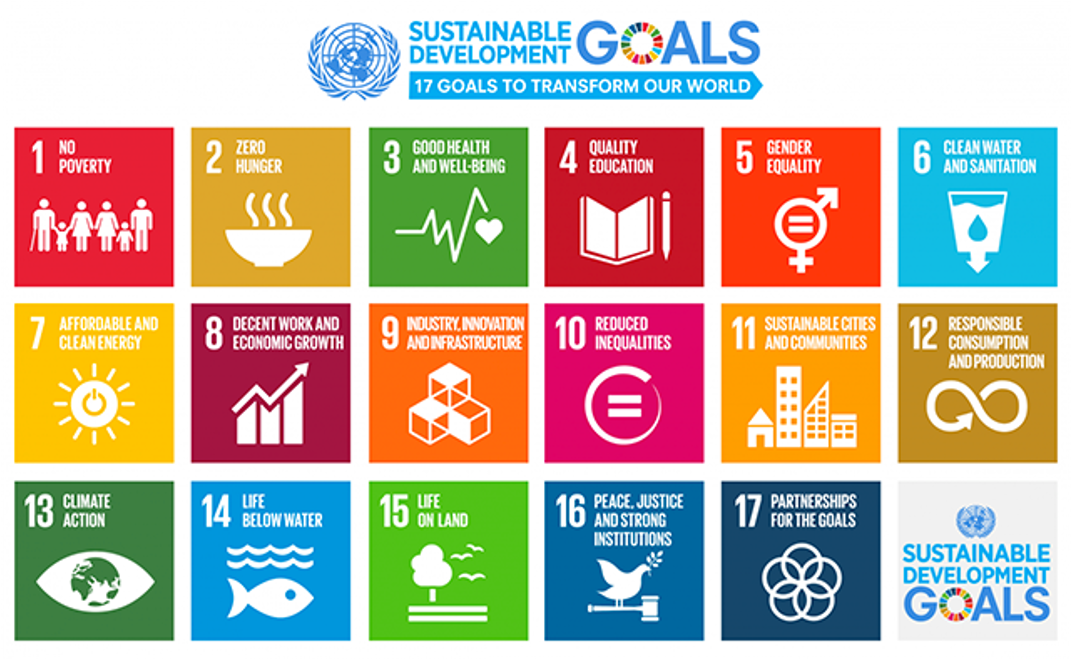 SUSTAINABLE
DEVELOPMENT
GOALS
17 GOALS TO TRANSFORM OUR WORLD
1 NO
POVERTY
2 ZERO
HUNGER
3 GOOD HEALTH
AND WELL-BEING
4 QUALITY
EDUCATION
5 GENDER
EQUALITY
6 CLEAN WATER
AND SANITATION
7 AFFORDABLE AND
CLEAN ENERGY
8 DECENT WORK AND
ECONOMIC GROWTH
9 INDUSTRY, INNOVATION
AND INFRASTRUCTURE
10 REDUCED
INEQUALITIES
11 SUSTAINABLE CITIES
AND COMMUNITIES
12 RESPONSIBLE
CONSUMPTION
AND PRODUCTION
13 CLIMATE
ACTION
14 LIFE
BELOW WATER
15 LIFE
ON LAND
16 PEACE, JUSTICE
AND STRONG
INSTITUTIONS
17 PARTNERSHIPS
FOR THE GOALS
SUSTAINABLE
DEVELOPMENT
GOALS